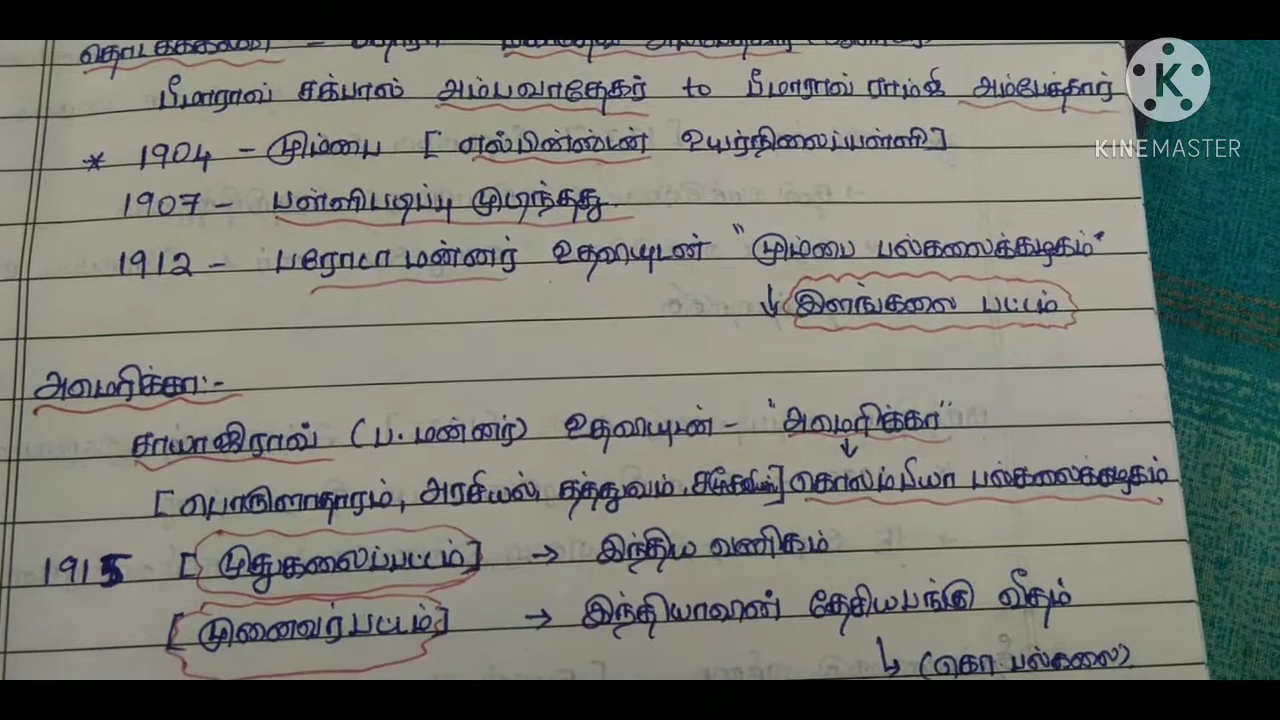 பீமாராவ் சக்பால் அம்பவாதேகர் to பீமாராவ் ராம்ஜி அம்பேத்கார்
* 1904 - மும்பை [ எல்பின்ஸ்டன் உயர்நிலைப்பள்ளி]
KINEMASTER
1907 - பள்ளிபடிப்பு முடிந்தது.
1912 - பரோடா மன்னர் உதவியுடன் "மும்பை பல்கலைக்கழகம்"
↓ இளங்கலை பட்டம்
அமெரிக்கா:-
சாயாஜிராவ் (ப. மன்னர்) உதவியுடன் - "அமெரிக்கா"
↓
[பொருளாதாரம், அரசியல், தத்துவம், ] கொலம்பியா பல்கலைக்கழகம்
1915 [முதுகலைப்பட்டம்] → இந்திய வணிகம்
[முனைவர்பட்டம்] → இந்தியாவின் தேசியபங்கு வீதம்
↳ (கொ பல்கலை)